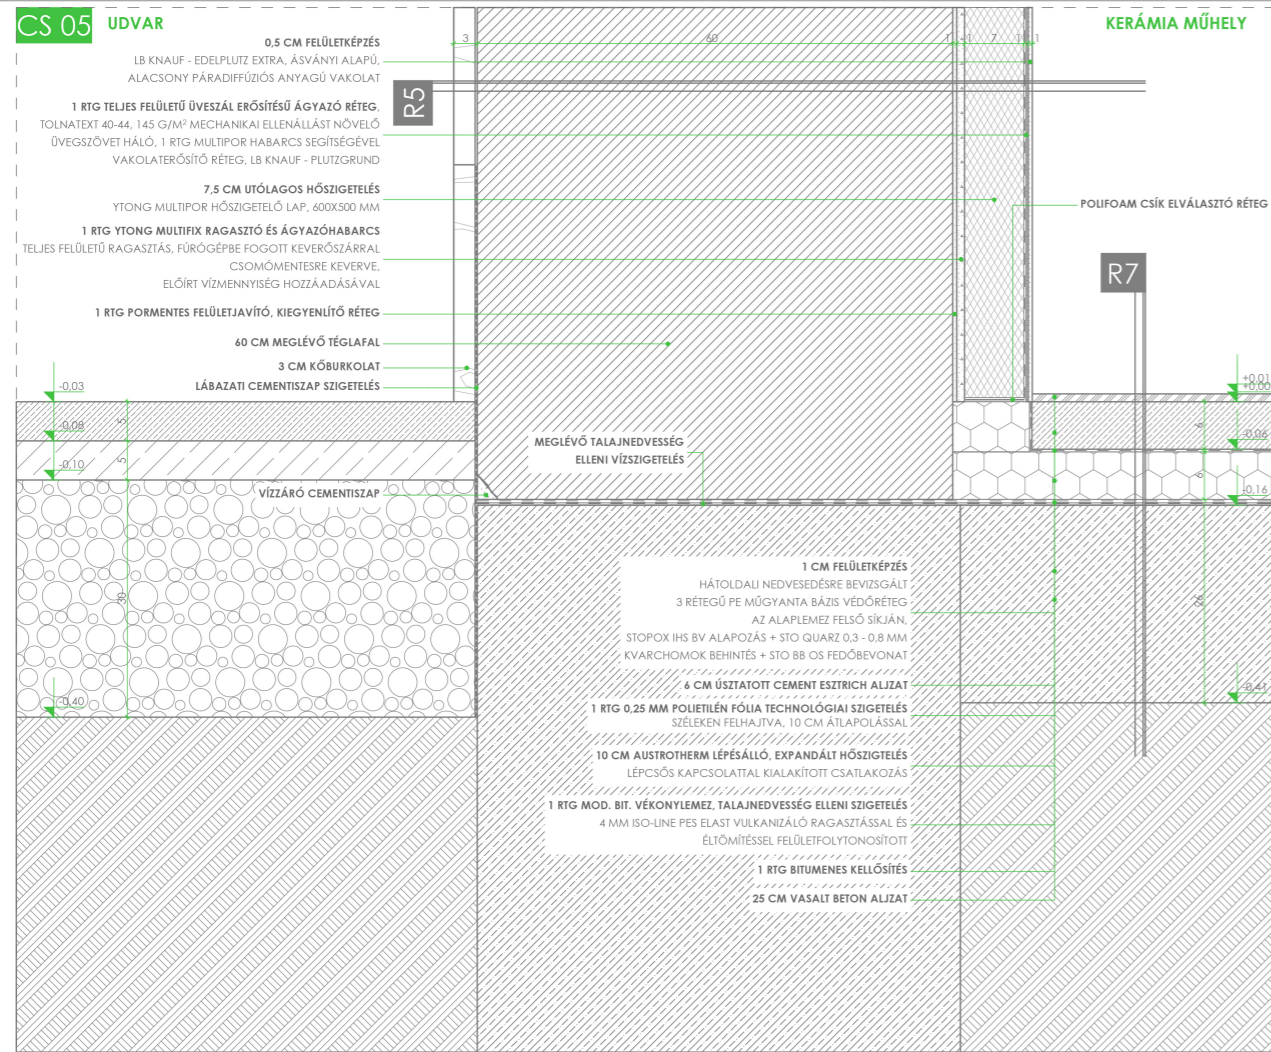 CS 05 UDVAR
KERÁMIA MŰHELY
3
60
1
1
7
1
1
0,5 CM FELÜLETKÉPZÉS
LB KNAUF - EDELPLUTZ EXTRA, ÁSVÁNYI ALAPÚ,
ALACSONY PÁRADIFFÚZIÓS ANYAGÚ VAKOLAT
R5
1 RTG TELJES FELÜLETŰ ÜVESZÁL ERŐSÍTÉSŰ ÁGYAZÓ RÉTEG,
TOLNATEXT 40-44, 145 G/M² MECHANIKAI ELLENÁLLÁST NÖVELŐ
ÜVEGSZÖVET HÁLÓ, 1 RTG MULTIPOR HABARCS SEGÍTSÉGÉVEL
VAKOLATERŐSÍTŐ RÉTEG, LB KNAUF - PLUTZGRUND
7,5 CM UTÓLAGOS HŐSZIGETELÉS
YTONG MULTIPOR HŐSZIGETELŐ LAP, 600X500 MM
1 RTG YTONG MULTIFIX RAGASZTÓ ÉS ÁGYAZÓHABARCS
TELJES FELÜLETŰ RAGASZTÁS, FÚRÓGÉPBE FOGOTT KEVERŐSZÁRRAL
CSOMÓMENTESRE KEVERVE,
ELŐÍRT VÍZMENNYISÉG HOZZÁADÁSÁVAL
1 RTG PORMENTES FELÜLETJAVÍTÓ, KIEGYENLÍTŐ RÉTEG
60 CM MEGLÉVŐ TÉGLAFAL
3 CM KŐBURKOLAT
LÁBAZATI CEMENTISZAP SZIGETELÉS
POLIFOAM CSÍK ELVÁLASZTÓ RÉTEG
R7
-0,03
-0,08
-0,10
-0,40
5
5
30
+0,01
+0,00
-0,06
-0,16
-0,41
6
6
26
MEGLÉVŐ TALAJNEDVESSÉG
ELLENI VÍZSZIGETELÉS
VÍZZÁRÓ CEMENTISZAP
1 CM FELÜLETKÉPZÉS
HÁTOLDALI NEDVESEDÉSRE BEVIZSGÁLT
3 RÉTEGŰ PE MŰGYANTA BÁZIS VÉDŐRÉTEG
AZ ALAPLEMEZ FELSŐ SÍKJÁN,
STOPOX IHS BV ALAPOZÁS + STO QUARZ 0,3 - 0,8 MM
KVARCHOMOK BEHINTÉS + STO BB OS FEDŐBEVONAT
6 CM ÚSZTATOTT CEMENT ESZTRICH ALJZAT
1 RTG 0,25 MM POLIETILÉN FÓLIA TECHNOLÓGIAI SZIGETELÉS
SZÉLEKEN FELHAJTVA, 10 CM ÁTLAPOLÁSSAL
10 CM AUSTROTHERM LÉPÉSÁLLÓ, EXPANDÁLT HŐSZIGTELÉS
LÉPCSŐS KAPCSOLATTAL KIALAKÍTOTT CSATLAKOZÁS
1 RTG MOD. BIT. VÉKONYLEMEZ, TALAJNEDVESSÉG ELLENI SZIGETELÉS
4 MM ISO-LINE PES ELAST VULKANIZÁLÓ RAGASZTÁSSAL ÉS
ÉLTÖMÍTÉSSEL FELÜLETFOLYTONOSÍTOTT
1 RTG BITUMENES KELLŐSÍTÉS
25 CM VASALT BETON ALJZAT